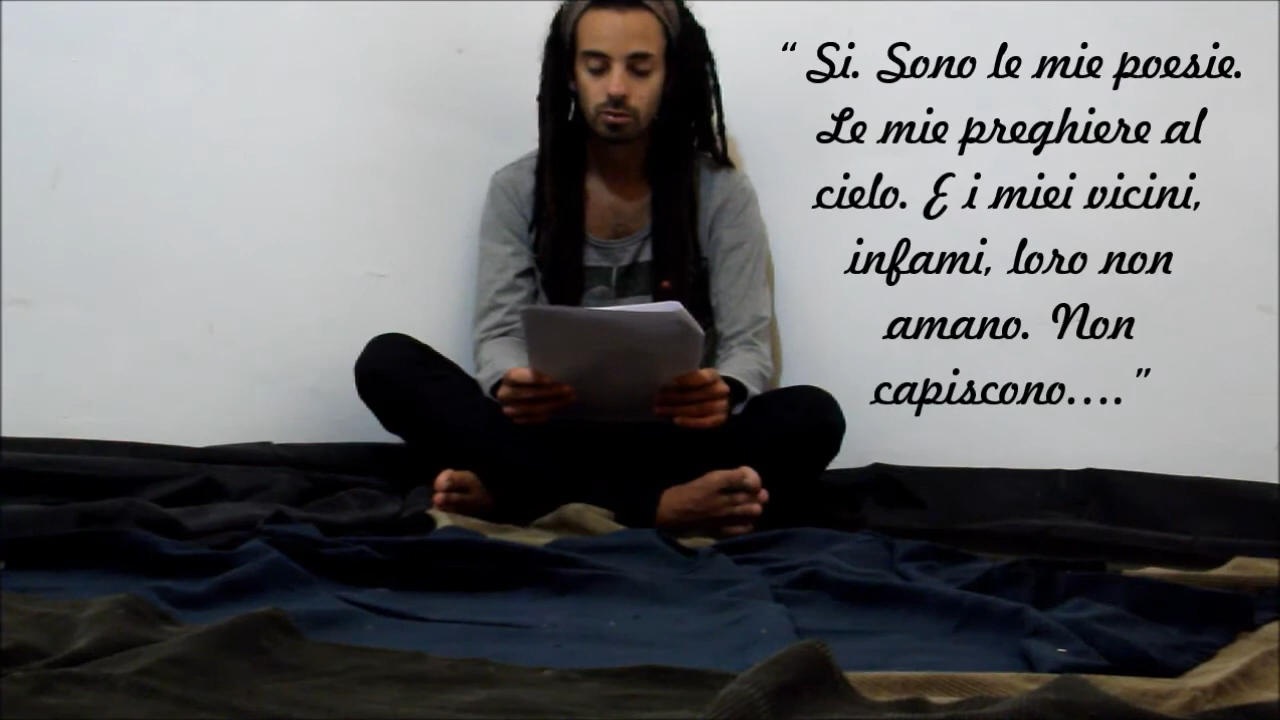 “ Si. Sono le mie poesie.
Le mie preghiere al
cielo. E i miei vicini,
infami, loro non
amano. Non
capiscono....”